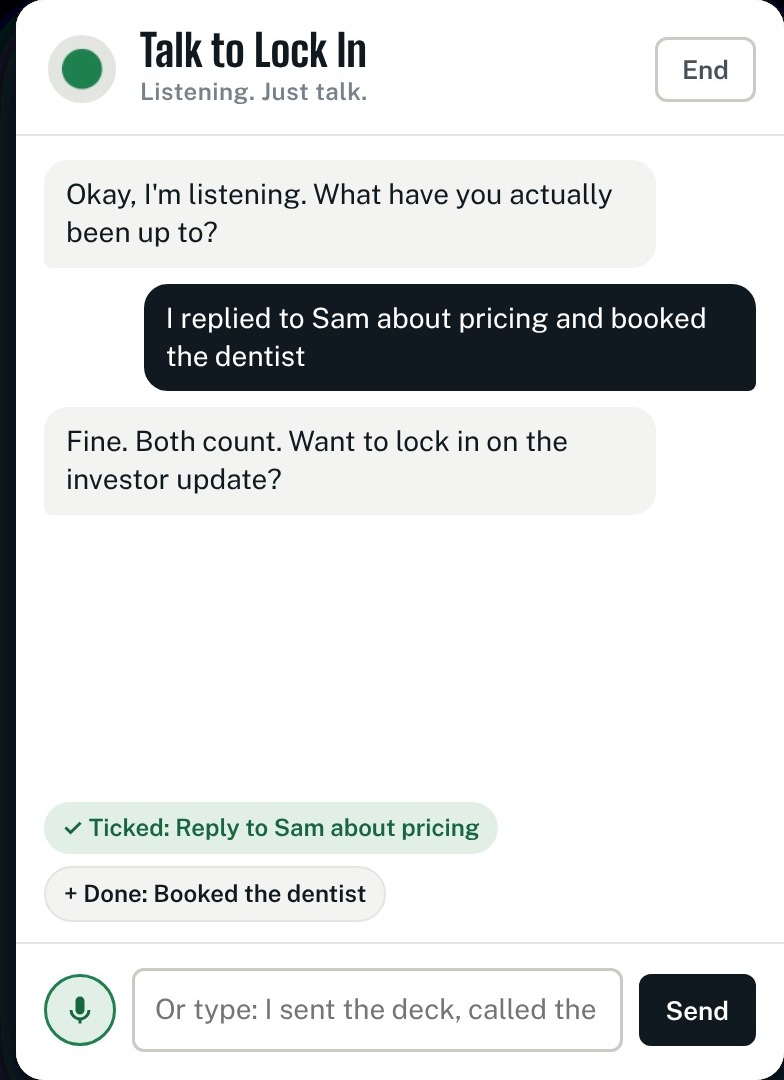 Talk to Lock In
Listening. Just talk.
End
Okay, I'm listening. What have you actually
been up to?
I replied to Sam about pricing and booked
the dentist
Fine. Both count. Want to lock in on the
investor update?
✓ Ticked: Reply to Sam about pricing
+ Done: Booked the dentist
Or type: I sent the deck, called the
Send